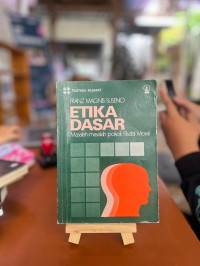 FRANZ MAGNIS-SUSENO
ETIKA
DASAR
Masalah-masalah pokok Filsafat Moral